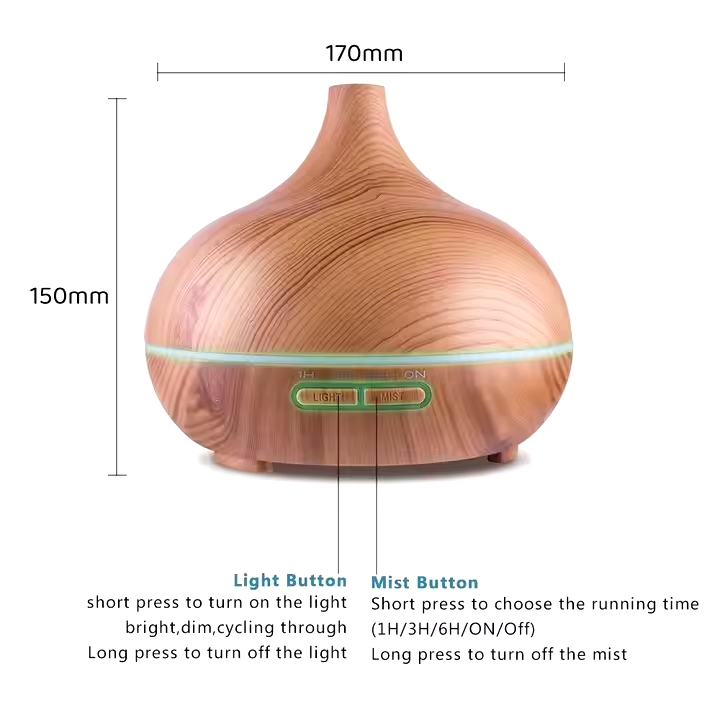 170mm
150mm
1H ON
LIGHT MIST
Light Button
short press to turn on the light
bright,dim,cycling through
Long press to turn off the light
Mist Button
Short press to choose the running time
(1H/3H/6H/ON/Off)
Long press to turn off the mist